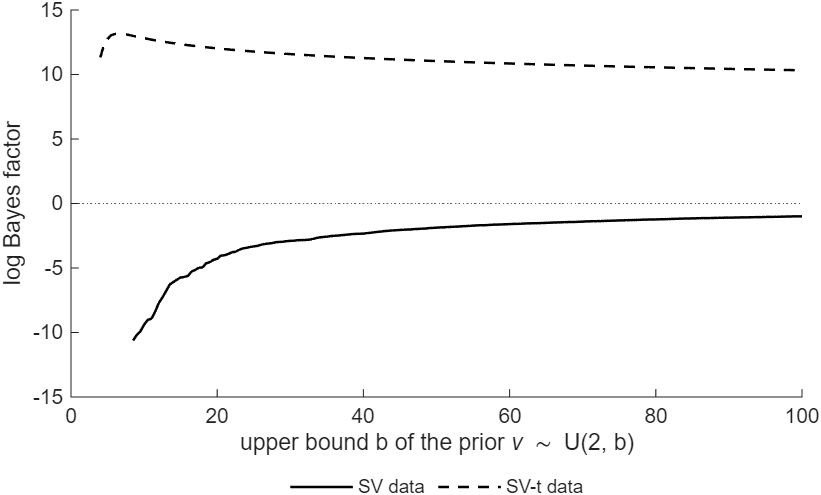 15
10
5
0
-5
-10
-15
log Bayes factor
0 20 40 60 80 100
upper bound b of the prior v ~ U(2, b)
SV data SV-t data